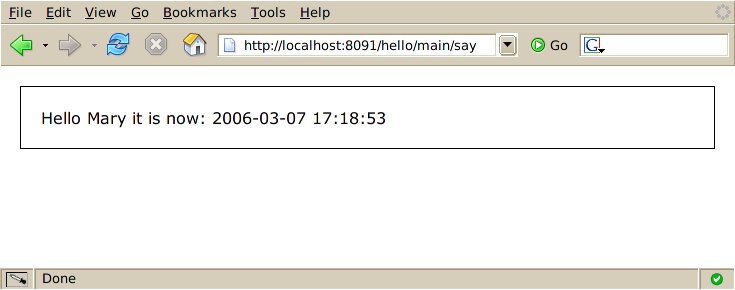 File Edit View Go Bookmarks Tools Help
http://localhost:8091/hello/main/say Go G
Hello Mary it is now: 2006-03-07 17:18:53
Done